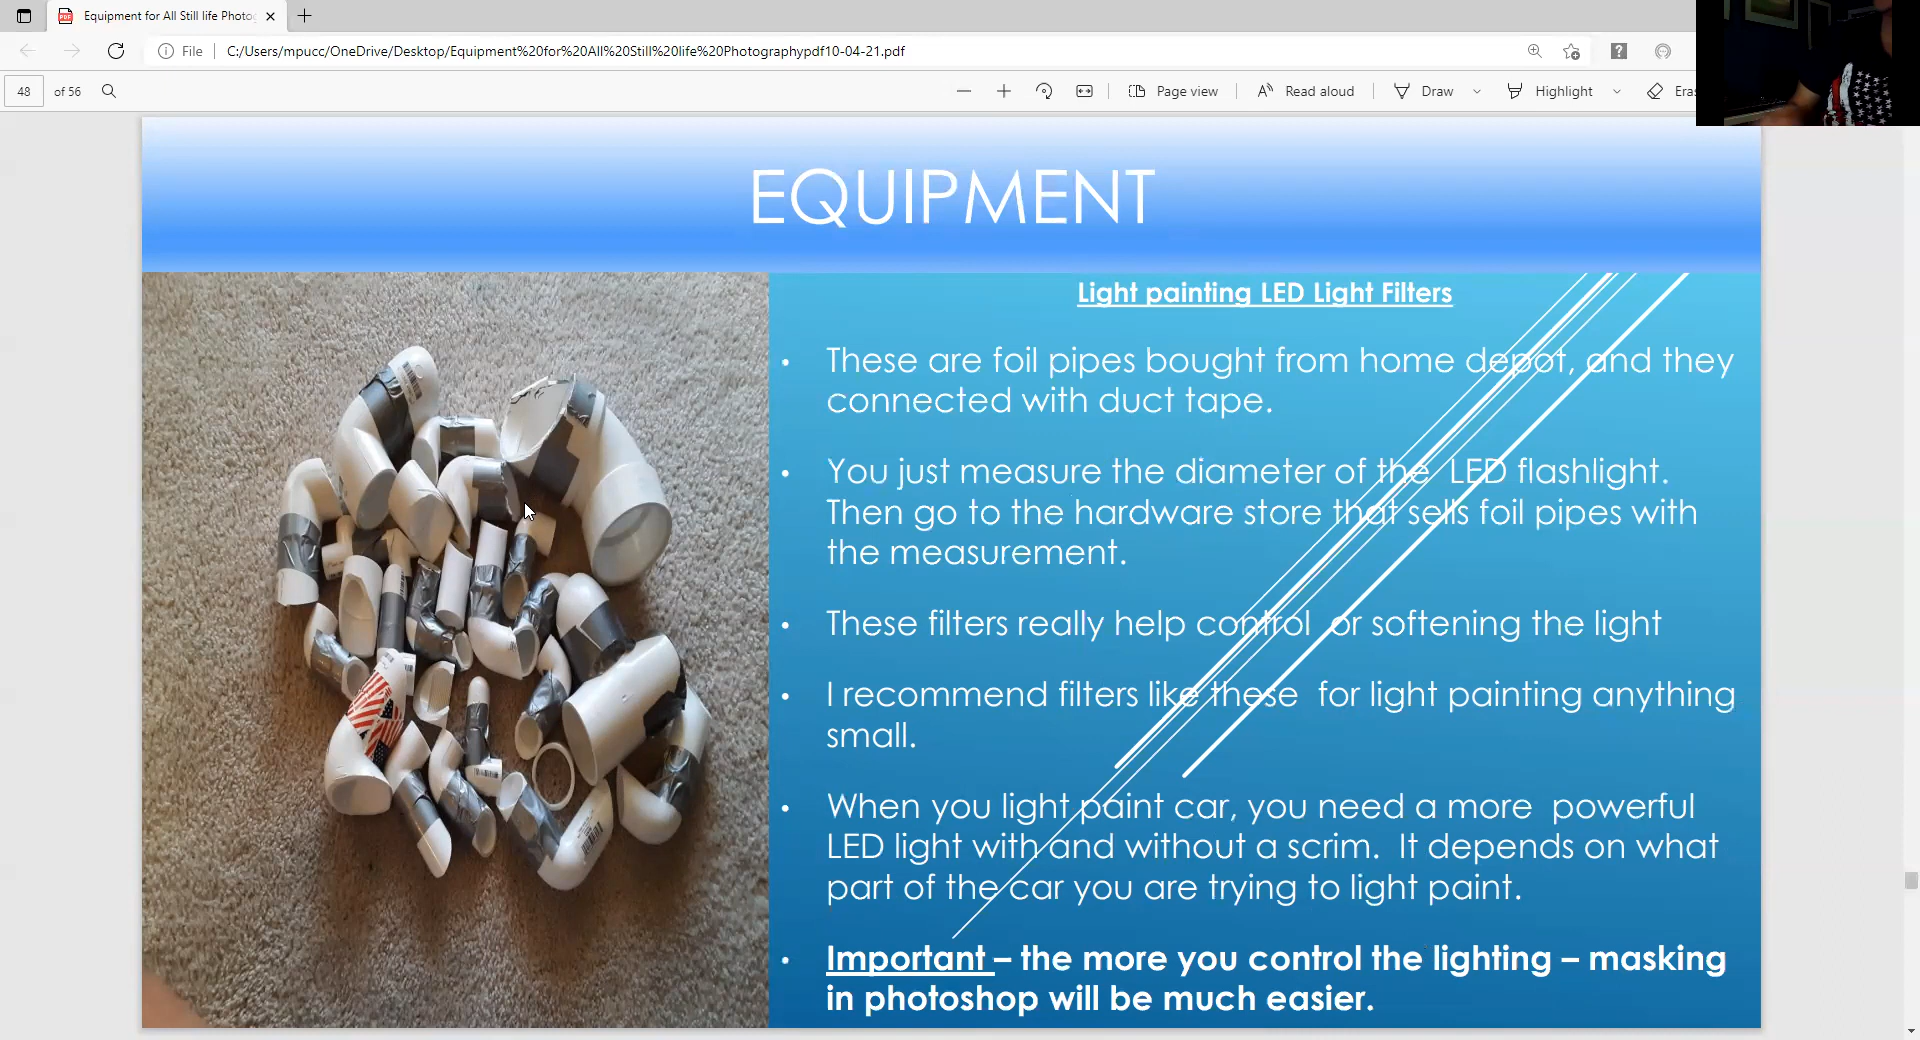 Equipment for All Still life Photog
File
C:/Users/mpucc/OneDrive/Desktop/Equipment%20for%20All%20Still%20life%20Photographypdf10-04-21.pdf
48 of 56
Page view
Read aloud
Draw
Highlight
Eras
EQUIPMENT
Light painting LED Light Filters
• These are foil pipes bought from home depot, and they
connected with duct tape.
• You just measure the diameter of the LED flashlight.
Then go to the hardware store that sells foil pipes with
the measurement.
• These filters really help control or softening the light
• I recommend filters like these for light painting anything
small.
• When you light paint car, you need a more powerful
LED light with and without a scrim. It depends on what
part of the car you are trying to light paint.
• Important – the more you control the lighting – masking
in photoshop will be much easier.